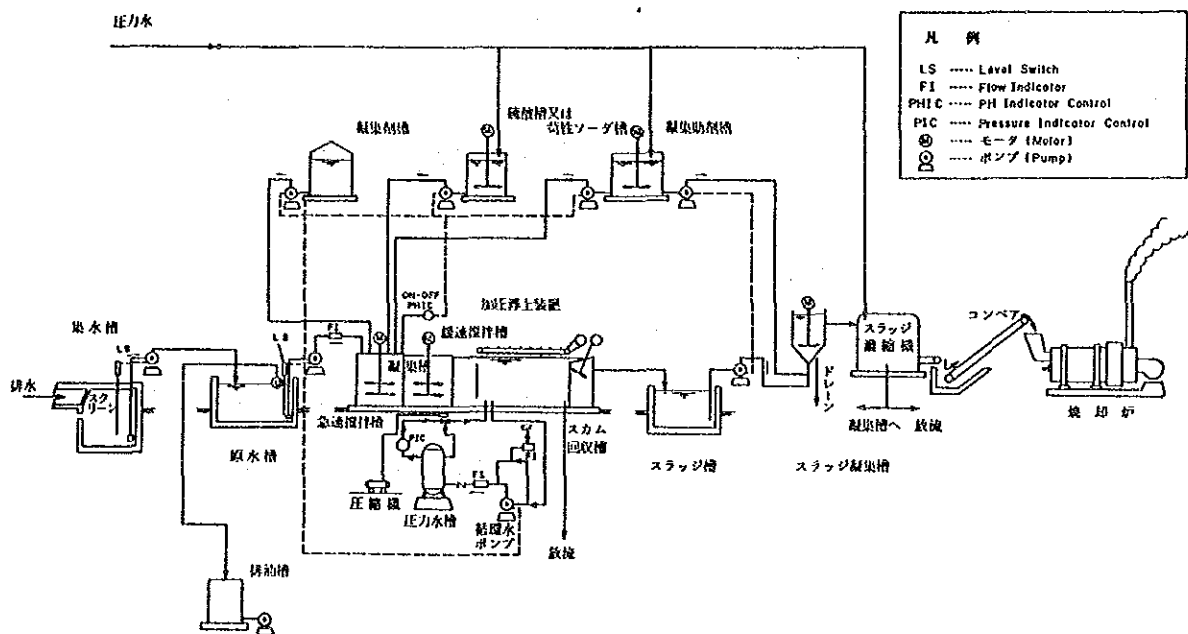 圧力水
凡 例
LS ····· Laval Switch
FI ····· Flow Indicator
PHIC ····· PH Indicator Control
PIC ····· Pressure Indicator Control
Ⓜ ····· モータ (Motor)
ポンプ (Pump)
凝集剤槽
硫酸槽又は
苛性ソーダ槽
凝集助剤槽
ON-OFF
PHIC
加圧浮上装置
緩速撹拌槽
集水槽
LS
LS
FI
凝集槽
排水
スク
リーン
コンベア
スラッジ
濃縮機
焼却炉
ドレーン
凝集槽へ
放流
急速撹拌槽
スカム
回収槽
原水槽
スラッジ槽
スラッジ凝集槽
PIC
FI
圧縮機
圧力水槽
循環水
ポンプ
放流
排油槽